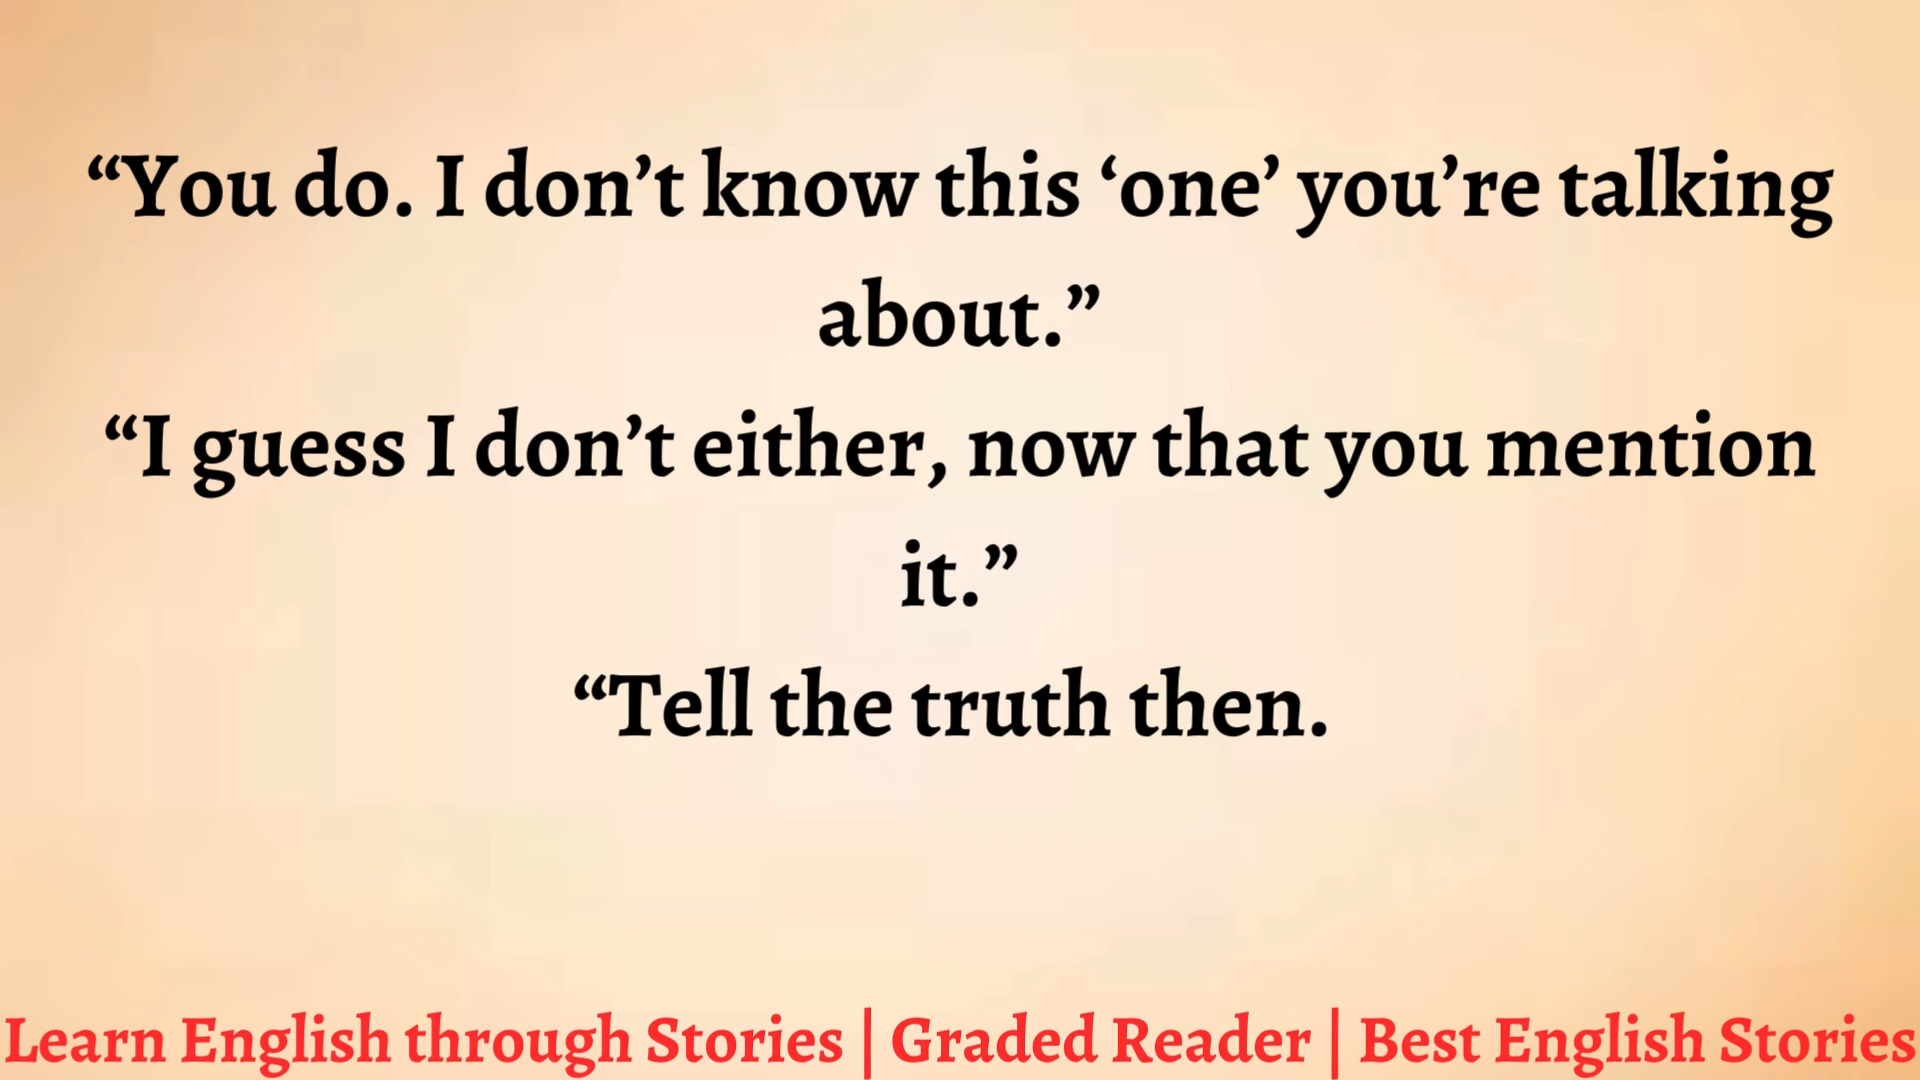 “You do. I don’t know this ‘one’ you’re talking
about.”
“I guess I don’t either, now that you mention
it.”
“Tell the truth then.
Learn English through Stories | Graded Reader | Best English Stories